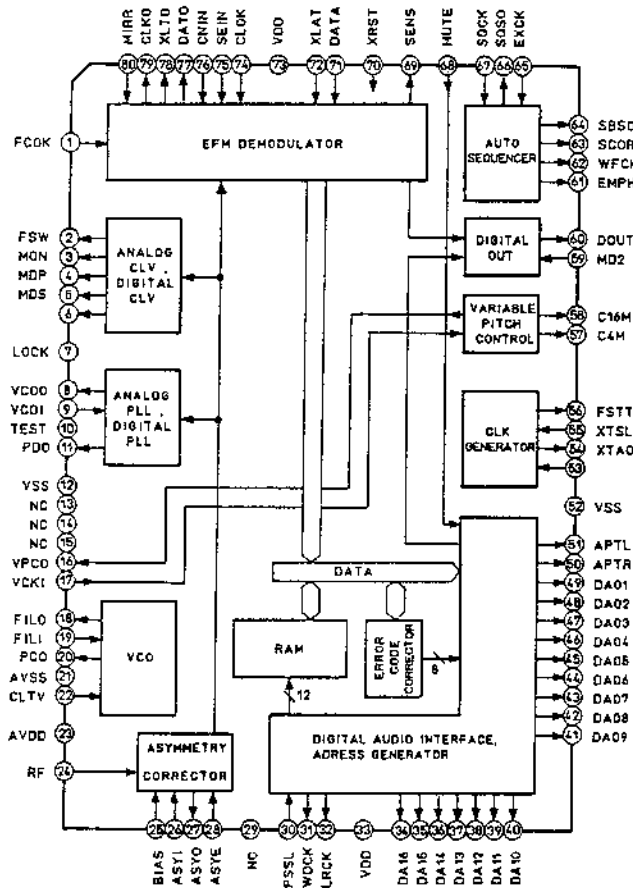 MIRR CLKO XLTO DATO CNIN SEIN CLOK VDD XLAT DATA XRST SENS MUTE SQCK SQSO EXCK
80 79 78 77 76 75 74 73 72 71 70 69 68 67 66 65
FCOK 1
EFM DEMODULATOR
AUTO
SEQUENCER
64 SBSO
63 SCOR
62 WFCK
61 EMPH
FSW 2
MON 3
MDP 4
MDS 5
6
ANALOG
CLV ,
DIGITAL
CLV
DIGITAL
OUT
60 DOUT
59 MD2
LOCK 7
VARIABLE
PITCH
CONTROL
58 C16M
57 C4M
VCOO 8
VCOI 9
TEST 10
PDO 11
ANALOG
PLL ,
DIGITAL
PLL
CLK
GENERATOR
56 FSTT
55 XTSL
54 XTAO
53
VSS 12
NC 13
NC 14
NC 15
VPCO 16
VCKI 17
52 VSS
DATA
51 APTL
50 APTR
49 DA01
48 DA02
47 DA03
46 DA04
45 DA05
44 DA06
43 DA07
42 DA08
41 DA09
FILO 18
FILI 19
PCO 20
AVSS 21
CLTV 22
VCO
RAM
ERROR
CODE
CORRECTOR
8
12
AVDD 23
RF 24
ASYMMETRY
CORRECTOR
DIGITAL AUDIO INTERFACE,
ADRESS GENERATOR
25 26 27 28 29 30 31 32 33 34 35 36 37 38 39 40
BIAS ASYI ASYO ASYE NC PSSL WDCK LRCK VDD DA16 DA15 DA14 DA13 DA12 DA11 DA10